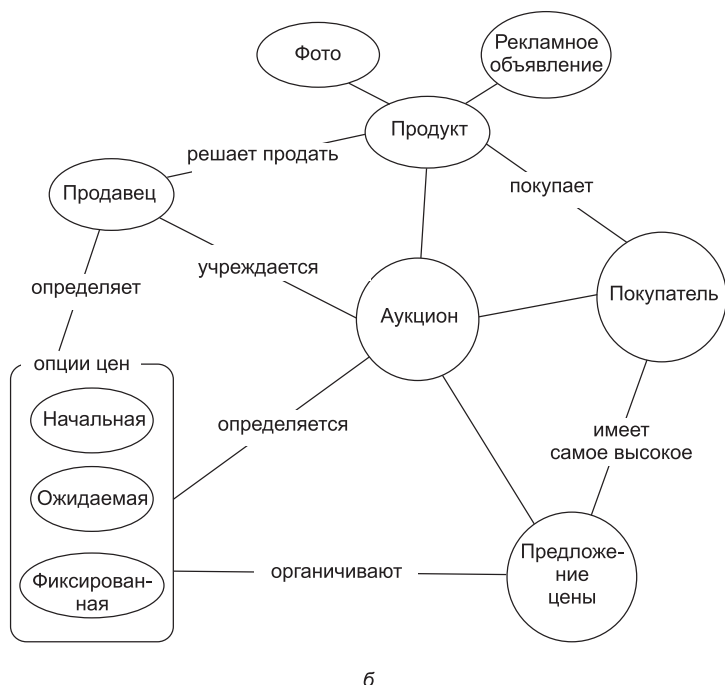 Фото
Рекламное
объявление
Продукт
решает продать
Продавец
покупает
учреждается
определяет
Аукцион
Покупатель
опции цен
Начальная
определяется
имеет
самое высокое
Ожидаемая
Предложе-
ние
цены
органичивают
Фиксирован-
ная
б